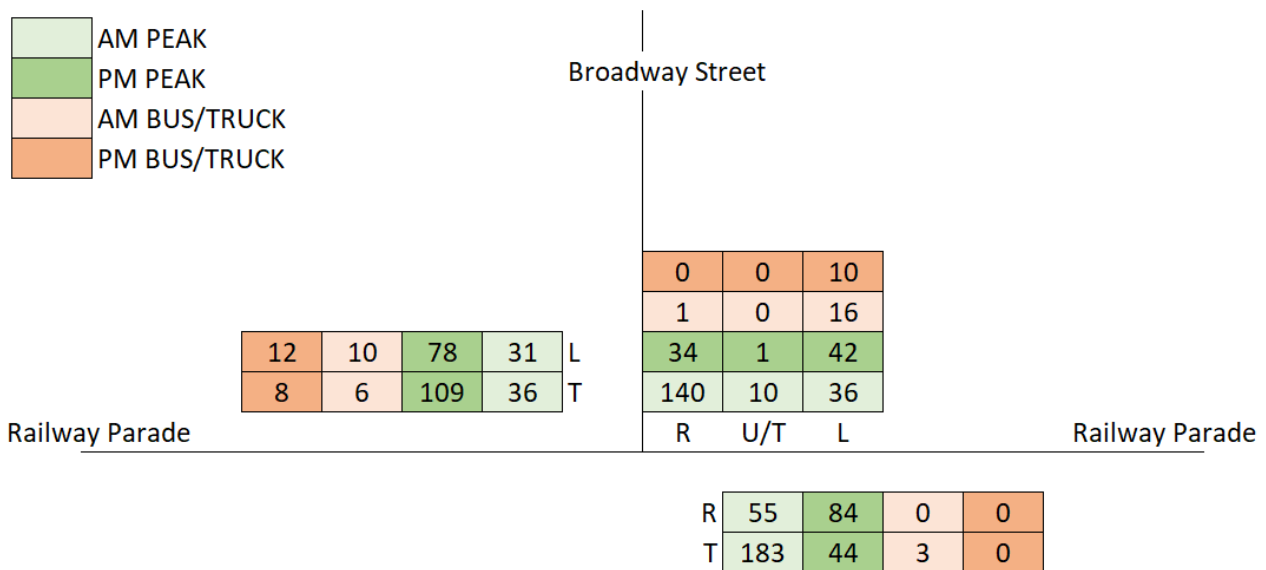 AM PEAK
PM PEAK
AM BUS/TRUCK
PM BUS/TRUCK
Broadway Street
0 0 10
1 0 16
34 1 42
140 10 36
R U/T L
12 10 78 31 L
8 6 109 36 T
Railway Parade
Railway Parade
R 55 84 0 0
T 183 44 3 0